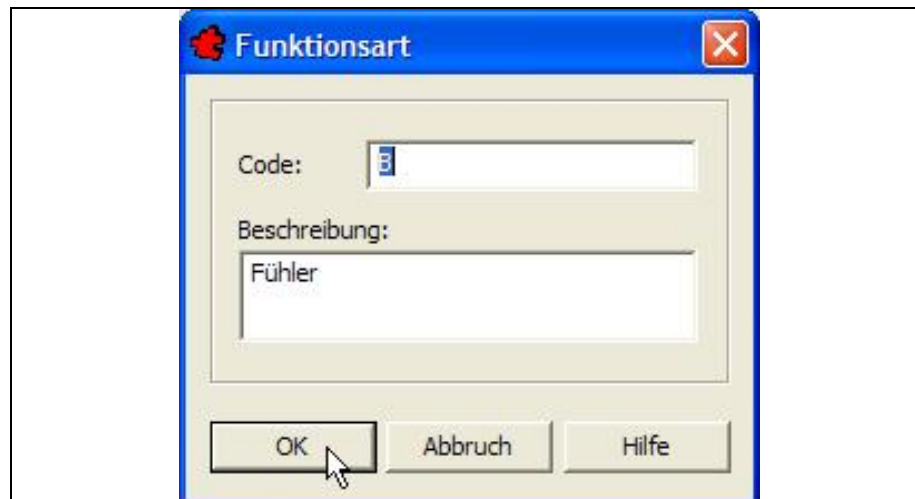 Funktionsart
Code: B
Beschreibung:
Fühler
OK Abbruch Hilfe